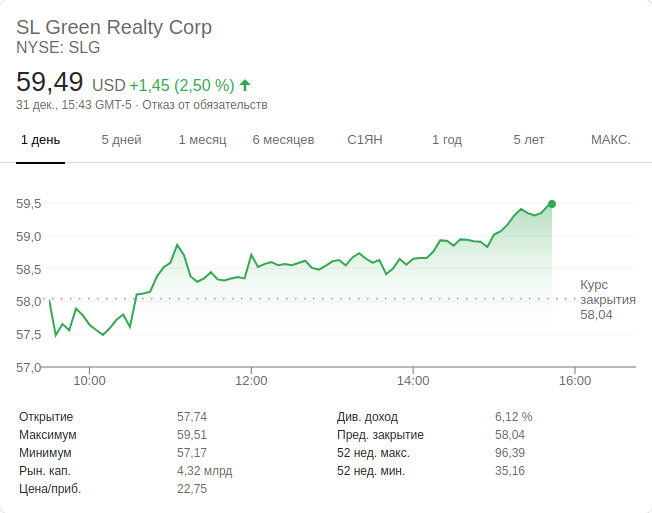 SL Green Realty Corp
NYSE: SLG
59,49 USD +1,45 (2,50 %)
31 дек., 15:43 GMT-5 · Отказ от обязательств
1 день 5 дней 1 месяц 6 месяцев С1ЯН 1 год 5 лет МАКС.
59,5
59,0
58,5
58,0
57,5
57,0
Курс
закрытия
58,04
10:00 12:00 14:00 16:00
Открытие 57,74 Див. доход 6,12 %
Максимум 59,51 Пред. закрытие 58,04
Минимум 57,17 52 нед. макс. 96,39
Рын. кап. 4,32 млрд 52 нед. мин. 35,16
Цена/приб. 22,75